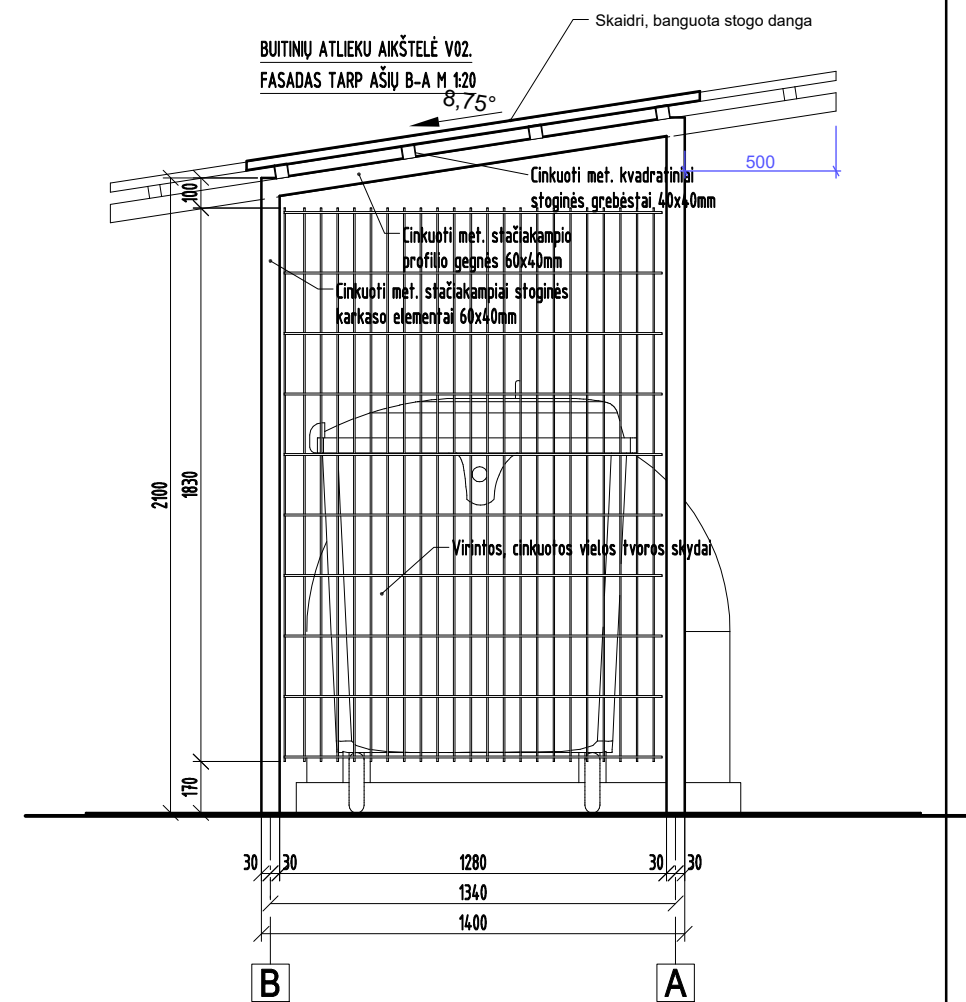 Skaidri, banguota stogo danga
BUITINIŲ ATLIEKU AIKŠTELĖ V02.
FASADAS TARP AŠIŲ B-A M 1:20
8,75°
500
Cinkuoti met. kvadratiniai
stoginės grebėstai 40x40mm
100
Cinkuoti met. stačiakampio
profilio gegnės 60x40mm
Cinkuoti met. stačiakampiai stoginės
karkaso elementai 60x40mm
2100
1830
Virintos, cinkuotos vielos tvoros skydai
170
30
30
1280
30
30
1340
1400
B
A